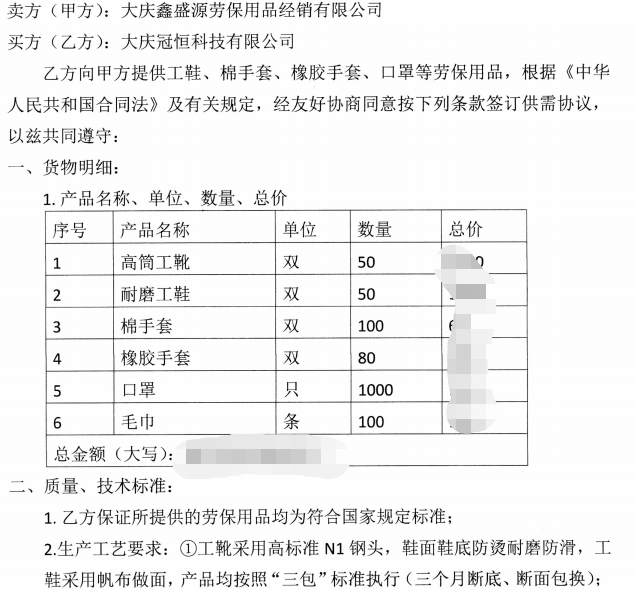 卖方（甲方）：大庆鑫盛源劳保用品经销有限公司
买方（乙方）：大庆冠恒科技有限公司
乙方向甲方提供工鞋、棉手套、橡胶手套、口罩等劳保用品，根据《中华
人民共和国合同法》及有关规定，经友好协商同意按下列条款签订供需协议，
以兹共同遵守：
一、货物明细：
1. 产品名称、单位、数量、总价
序号 产品名称 单位 数量 总价
1 高筒工靴 双 50
2 耐磨工鞋 双 50
3 棉手套 双 100
4 橡胶手套 双 80
5 口罩 只 1000
6 毛巾 条 100
总金额（大写）：
二、质量、技术标准：
1. 乙方保证所提供的劳保用品均为符合国家规定标准；
2.生产工艺要求：①工靴采用高标准 N1 钢头，鞋面鞋底防烫耐磨防滑，工
鞋采用帆布做面，产品均按照“三包”标准执行（三个月断底、断面包换）；